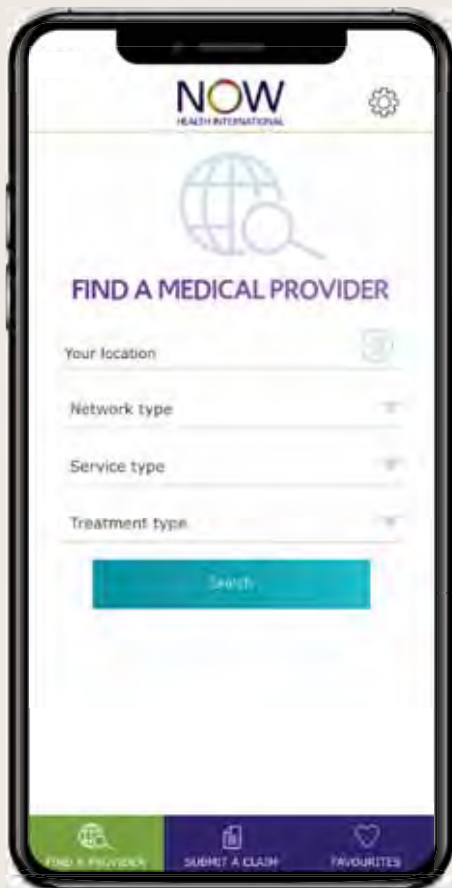 NOW
HEALTH INTERNATIONAL
FIND A MEDICAL PROVIDER
Your location
Network type
Service type
Treatment type
Search
FIND A PROVIDER
SUBMIT A CLAIM
FAVOURITES